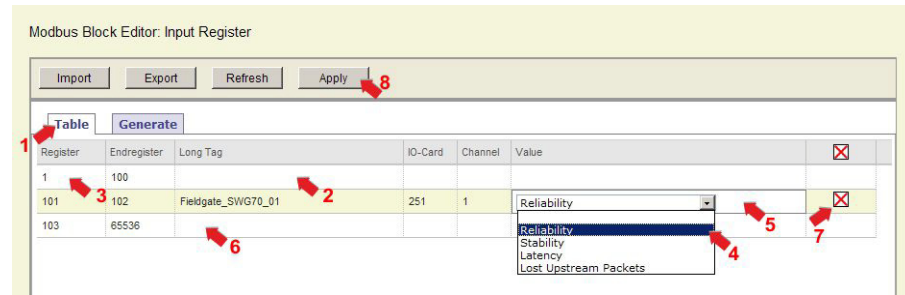 Modbus Block Editor: Input Register
Import Export Refresh Apply 8
1 Table Generate
Register Endregister Long Tag IO-Card Channel Value
1 3 100 2
101 102 Fieldgate_SWG70_01 251 1 Reliability 5 7
103 65536 6 Reliability 4
Stability
Latency
Lost Upstream Packets